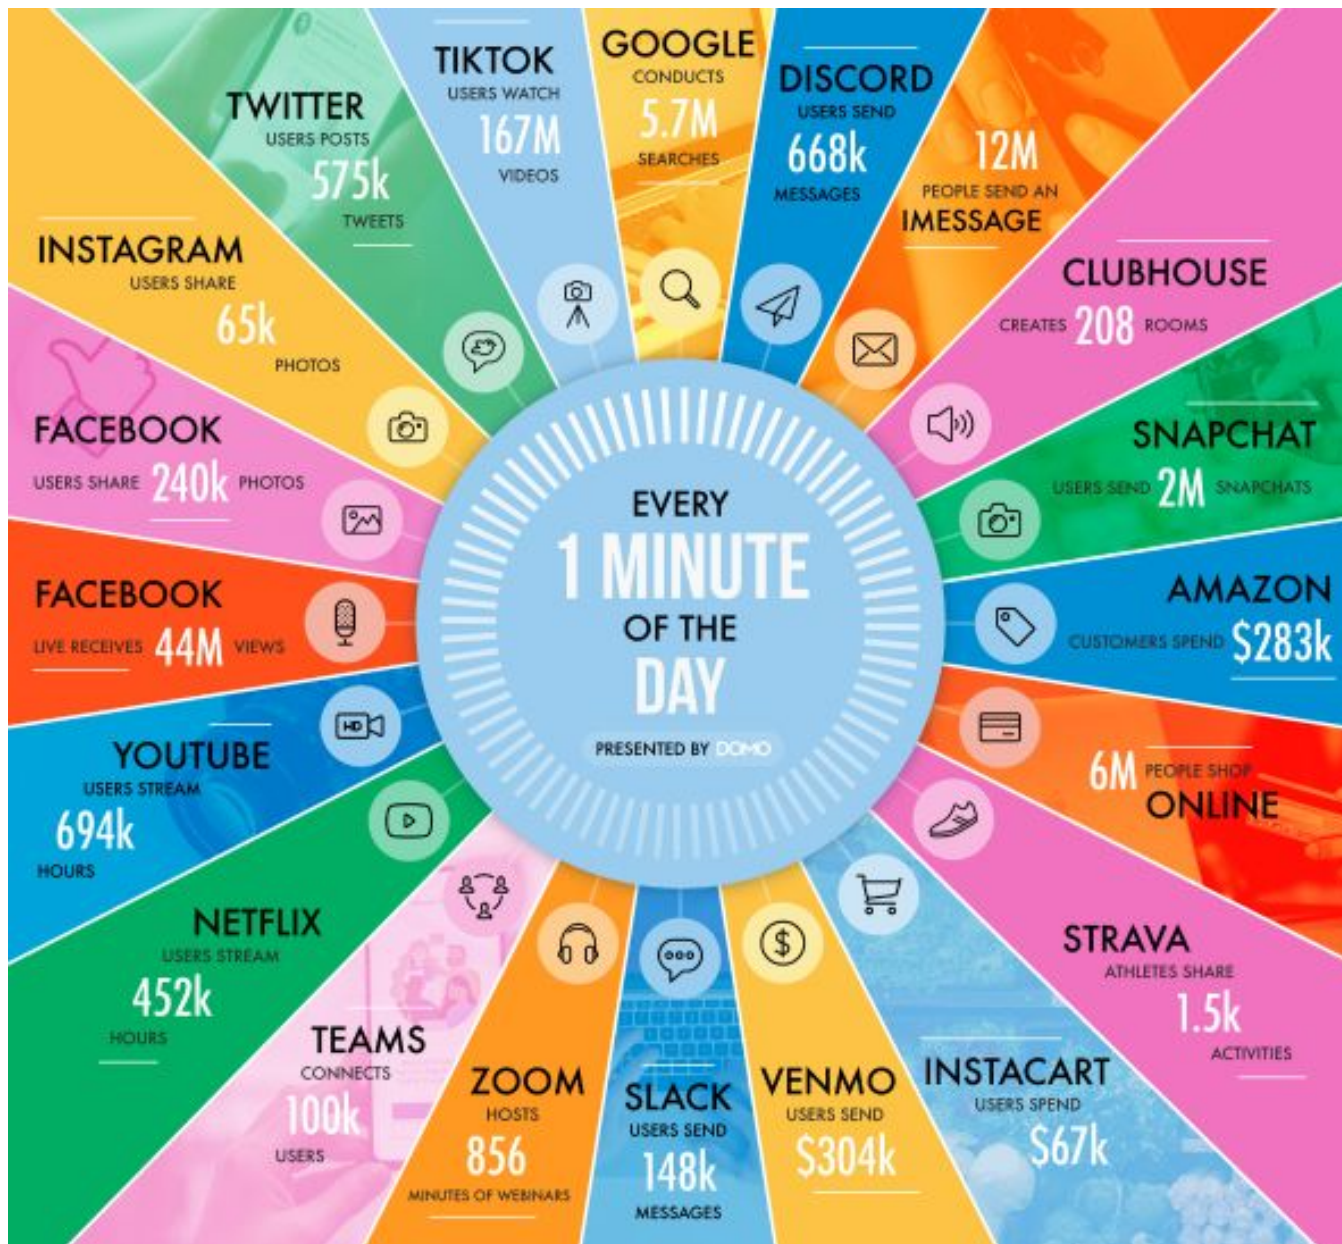 GOOGLE
CONDUCTS
5.7M
SEARCHES
DISCORD
USERS SEND
668k
MESSAGES
12M
PEOPLE SEND AN
IMESSAGE
CLUBHOUSE
CREATES 208 ROOMS
SNAPCHAT
USERS SEND 2M SNAPCHATS
AMAZON
CUSTOMERS SPEND $283k
6M PEOPLE SHOP
ONLINE
STRAVA
ATHLETES SHARE
1.5k
ACTIVITIES
INSTACART
USERS SPEND
$67k
VENMO
USERS SEND
$304k
SLACK
USERS SEND
148k
MESSAGES
ZOOM
HOSTS
856
MINUTES OF WEBINARS
TEAMS
CONNECTS
100k
USERS
NETFLIX
USERS STREAM
452k
HOURS
YOUTUBE
USERS STREAM
694k
HOURS
HD
FACEBOOK
LIVE RECEIVES 44M VIEWS
FACEBOOK
USERS SHARE 240k PHOTOS
INSTAGRAM
USERS SHARE
65k
PHOTOS
TWITTER
USERS POSTS
575k
TWEETS
TIKTOK
USERS WATCH
167M
VIDEOS
EVERY
1 MINUTE
OF THE
DAY
PRESENTED BY DOMO